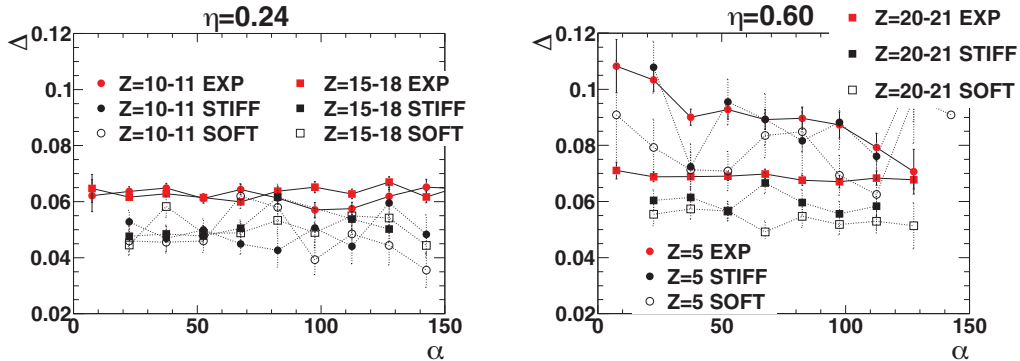 η=0.24
Δ
0.12
0.1
0.08
0.06
0.04
0.02
Z=10-11 EXP
Z=15-18 EXP
Z=10-11 STIFF
Z=15-18 STIFF
Z=10-11 SOFT
Z=15-18 SOFT
0
50
100
150
α
η=0.60
Δ
0.12
0.1
0.08
0.06
0.04
0.02
Z=20-21 EXP
Z=20-21 STIFF
Z=20-21 SOFT
Z=5 EXP
Z=5 STIFF
Z=5 SOFT
0
50
100
150
α